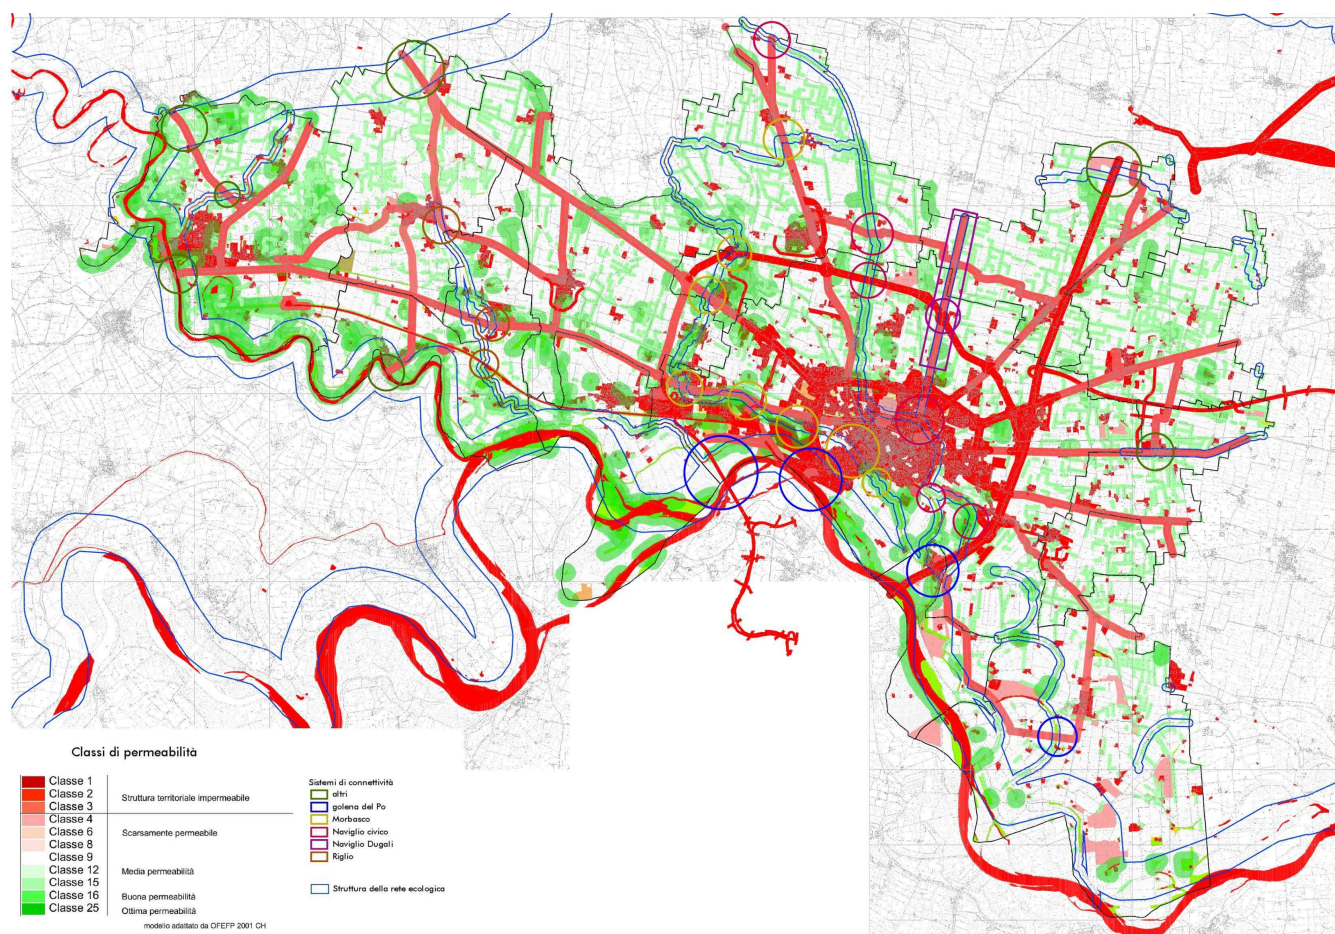 Classi di permeabilità
Classe 1
Classe 2
Classe 3
Classe 4
Classe 6
Classe 8
Classe 9
Classe 12
Classe 15
Classe 16
Classe 25
Struttura territoriale impermeabile
Scarsamente permeabile
Media permeabilità
Buona permeabilità
Ottima permeabilità
modello adattato da OFEFP 2001 CH
Sistemi di connettività
altri
golena del Po
Morbasco
Naviglio civico
Naviglio Dugali
Riglio
Struttura della rete ecologica